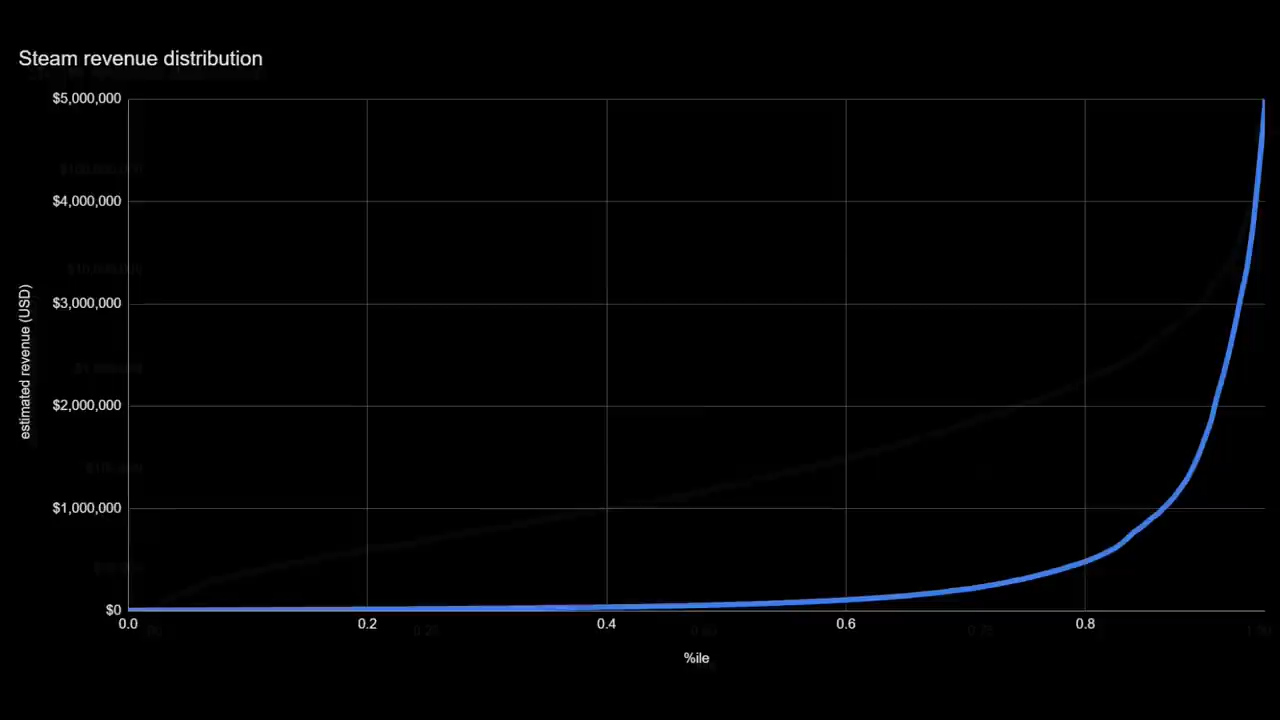 Steam revenue distribution
$5,000,000
$4,000,000
$3,000,000
$2,000,000
$1,000,000
$0
estimated revenue (USD)
0.0 0.2 0.4 0.6 0.8
%ile